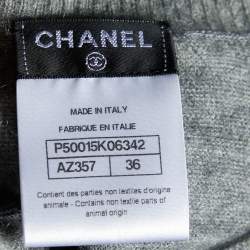 CHANEL
MADE IN ITALY
FABRIQUE EN ITALIE
P50015K06342
AZ357 36
Contient des parties non textiles d'origine
animale - Contains non textile parts of
animal origin